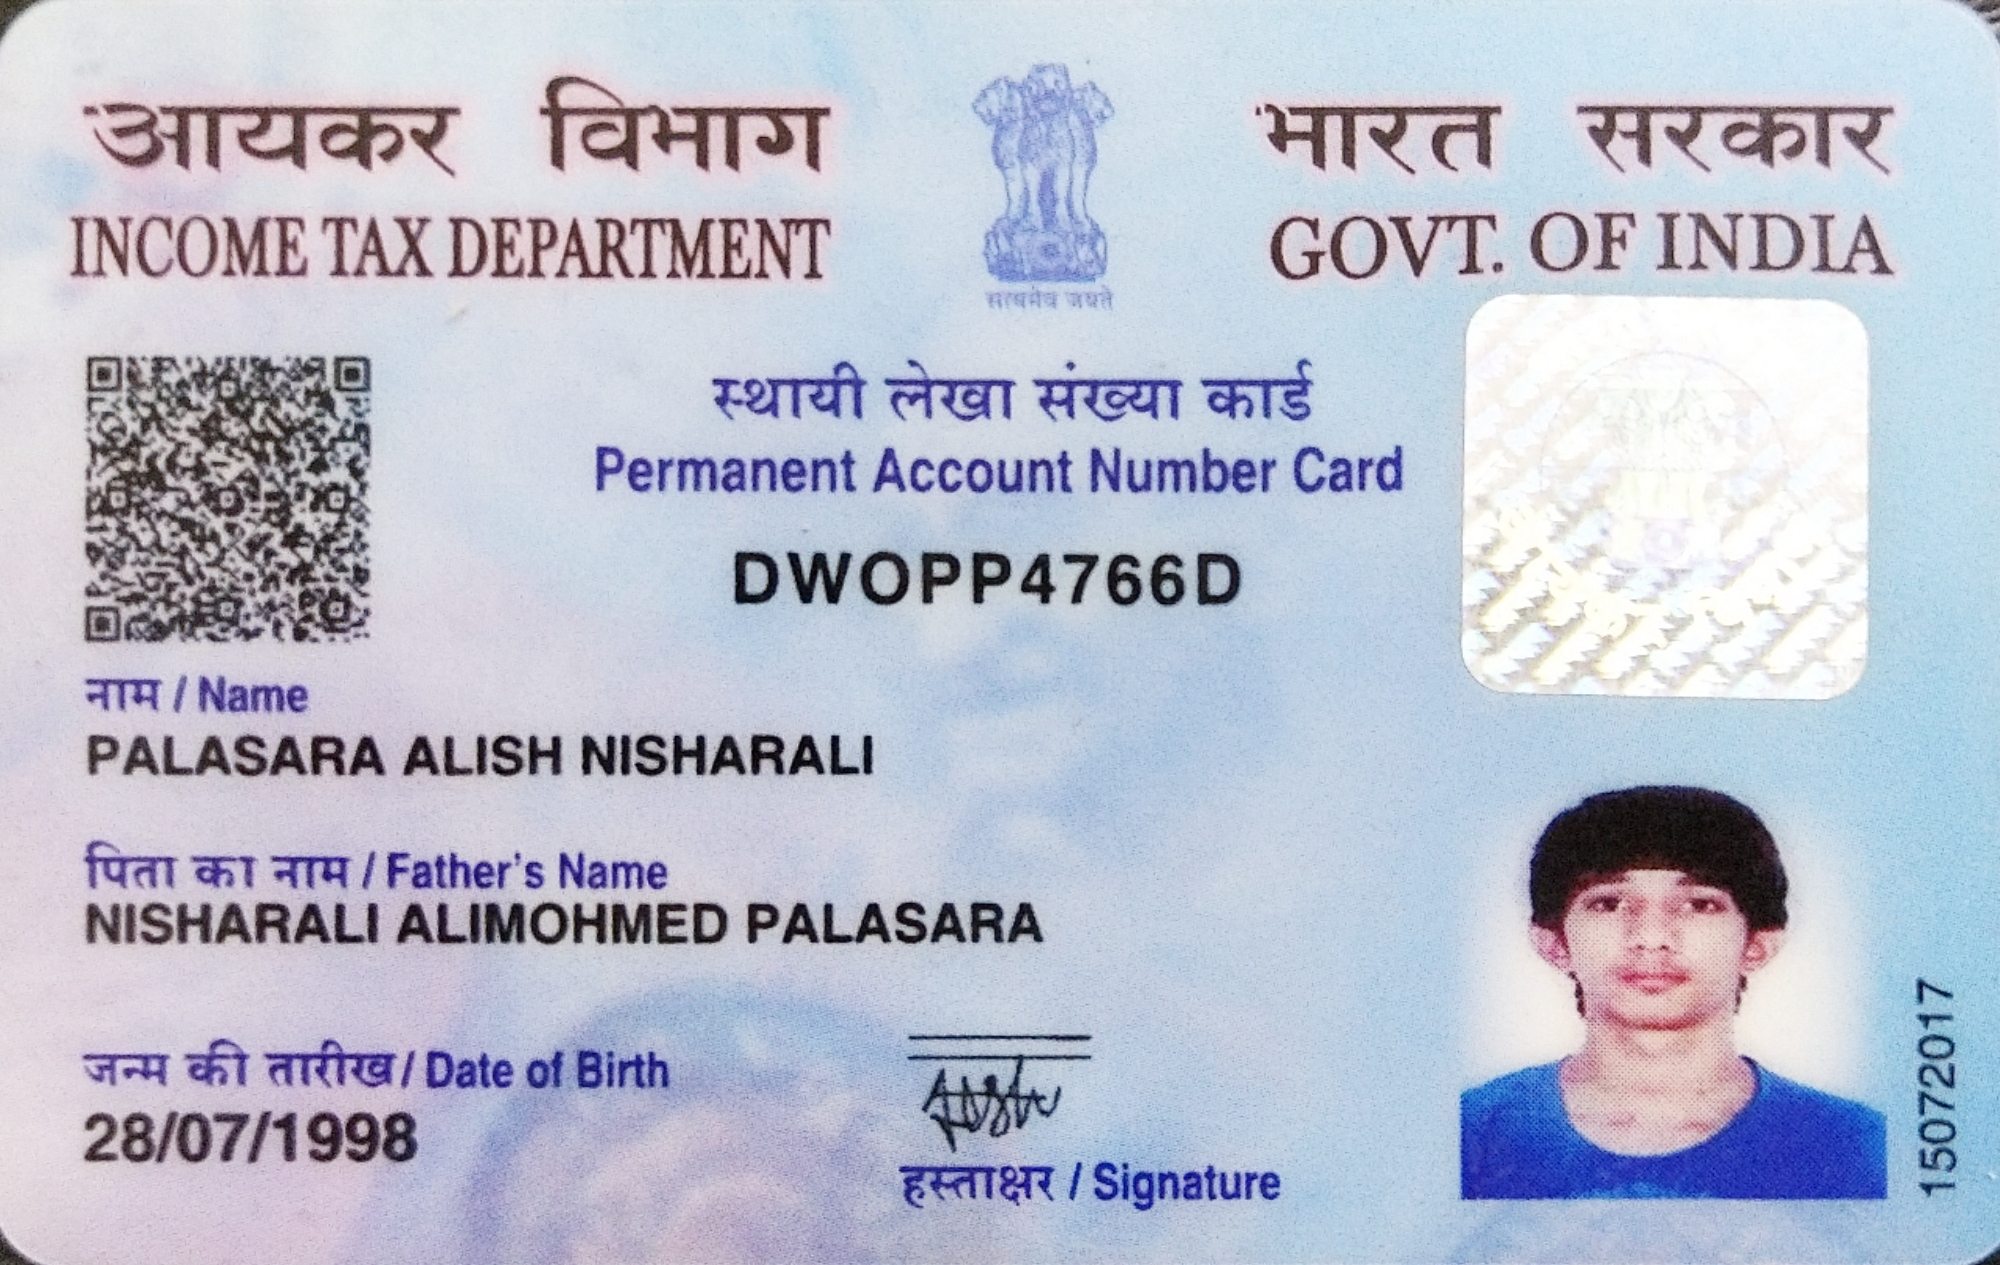 आयकर विभाग
INCOME TAX DEPARTMENT
सत्यमेव जयते
भारत सरकार
GOVT. OF INDIA
स्थायी लेखा संख्या कार्ड
Permanent Account Number Card
DWOPP4766D
नाम / Name
PALASARA ALISH NISHARALI
पिता का नाम / Father's Name
NISHARALI ALIMOHMED PALASARA
जन्म की तारीख / Date of Birth
28/07/1998
हस्ताक्षर / Signature
15072017